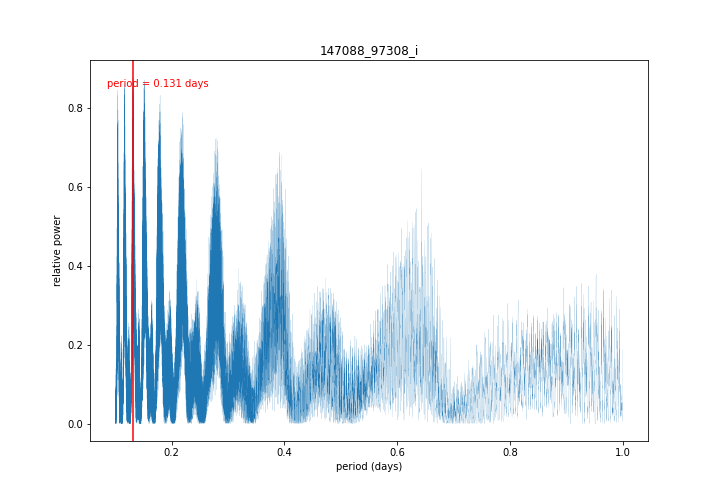 147088_97308_i
period = 0.131 days
relative power
0.8
0.6
0.4
0.2
0.0
0.2 0.4 0.6 0.8 1.0
period (days)